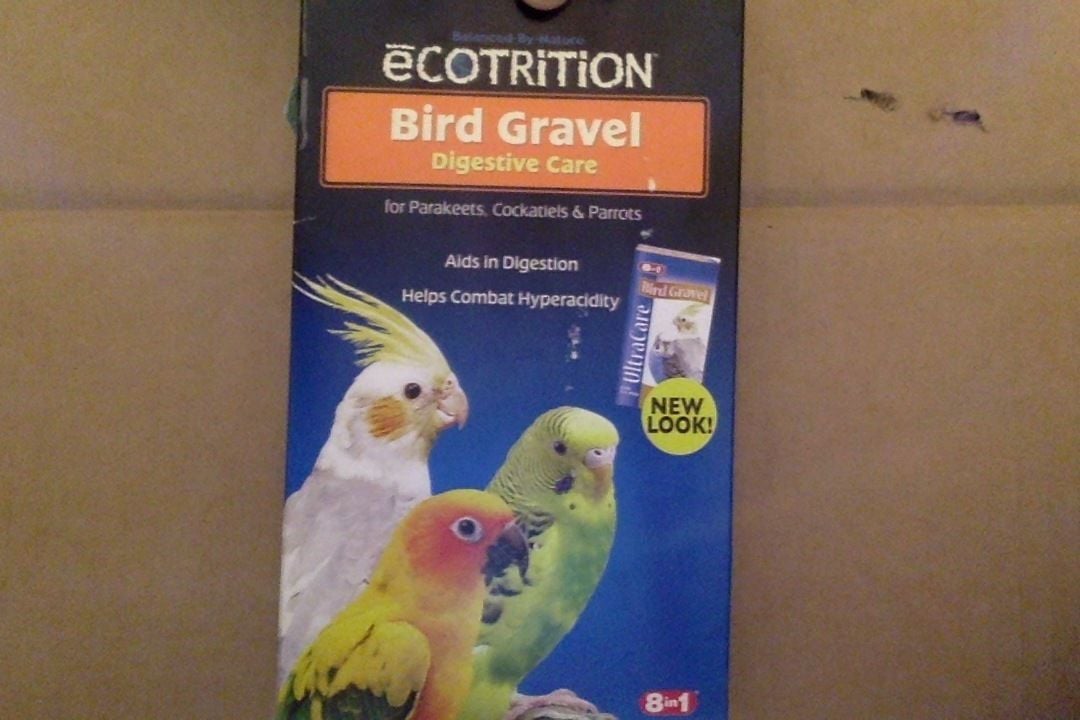 Balanced By Nature
ēCOTRiTiON
Bird Gravel
Digestive Care
for Parakeets, Cockatiels & Parrots
Aids in Digestion
Helps Combat Hyperacidity
8in1
Bird Gravel
UltraCare
NEW
LOOK!
8in1